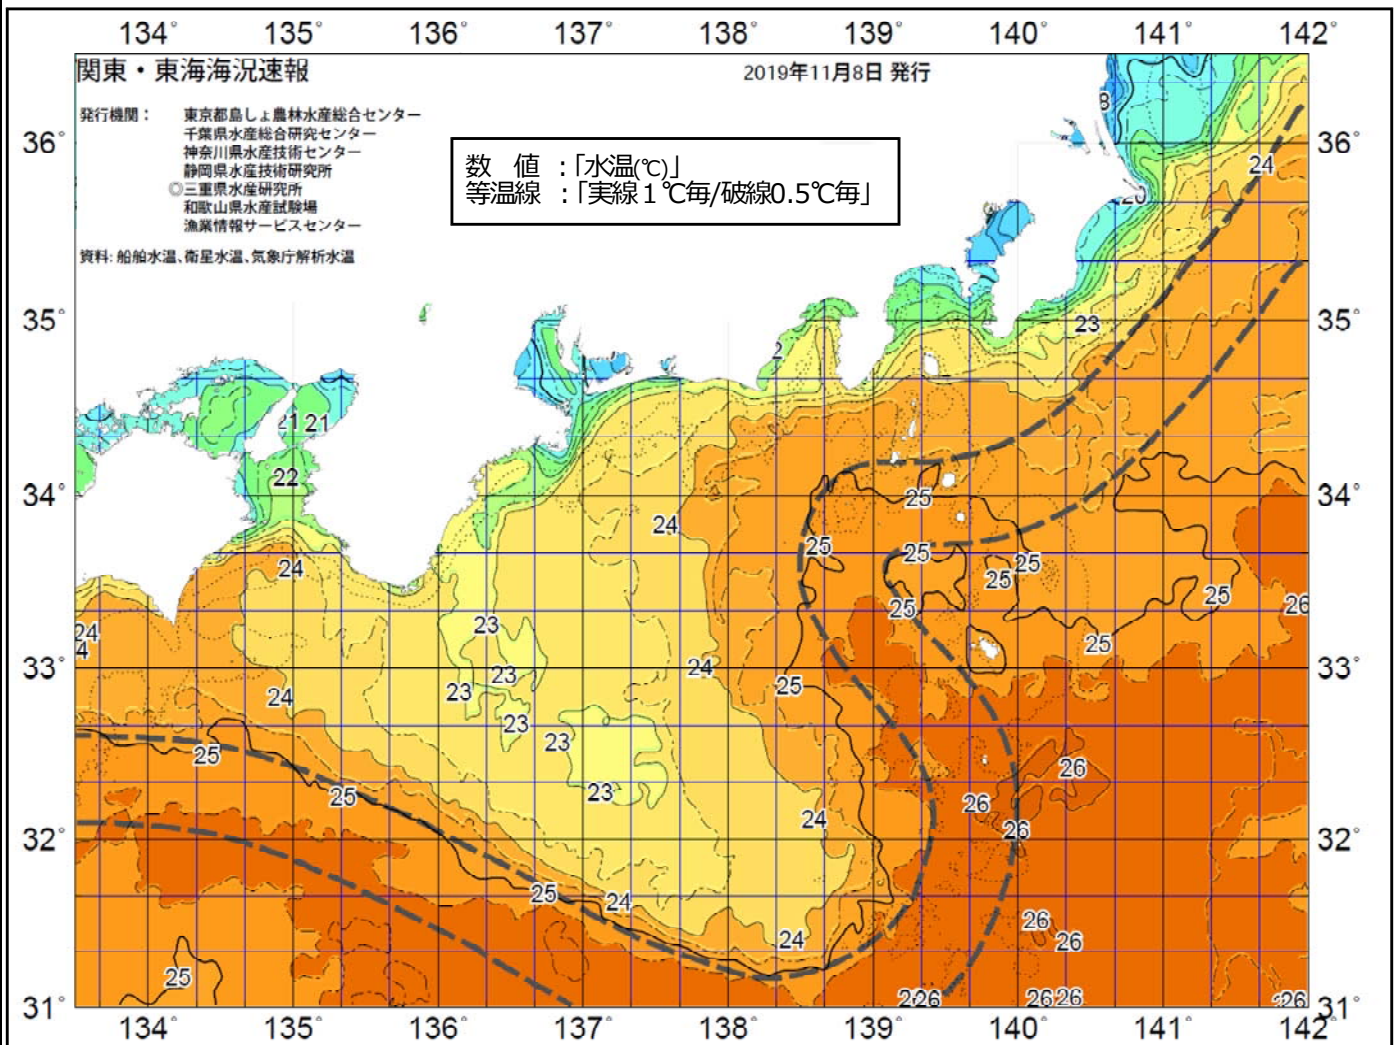 134° 135° 136° 137° 138° 139° 140° 141° 142°
関東・東海海況速報
2019年11月8日 発行
発行機関： 東京都島しょ農林水産総合センター
千葉県水産総合研究センター
神奈川県水産技術センター
静岡県水産技術研究所
◎三重県水産研究所
和歌山県水産試験場
漁業情報サービスセンター
資料: 船舶水温､衛星水温､気象庁解析水温
数 値 :｢水温(℃)｣
等温線 :｢実線１℃毎/破線0.5℃毎｣
36° 36°
24
20
35° 35°
23
21 21
22
34° 34°
25
24
25 25 25
24 25
25 25
26
23
24
25
33° 24 33°
23
23 25
24
23
23
25
26
25 23 26
24
32° 26 32°
25 24
26
24 26
25
31° 26 26 26 26 31°
134° 135° 136° 137° 138° 139° 140° 141° 142°